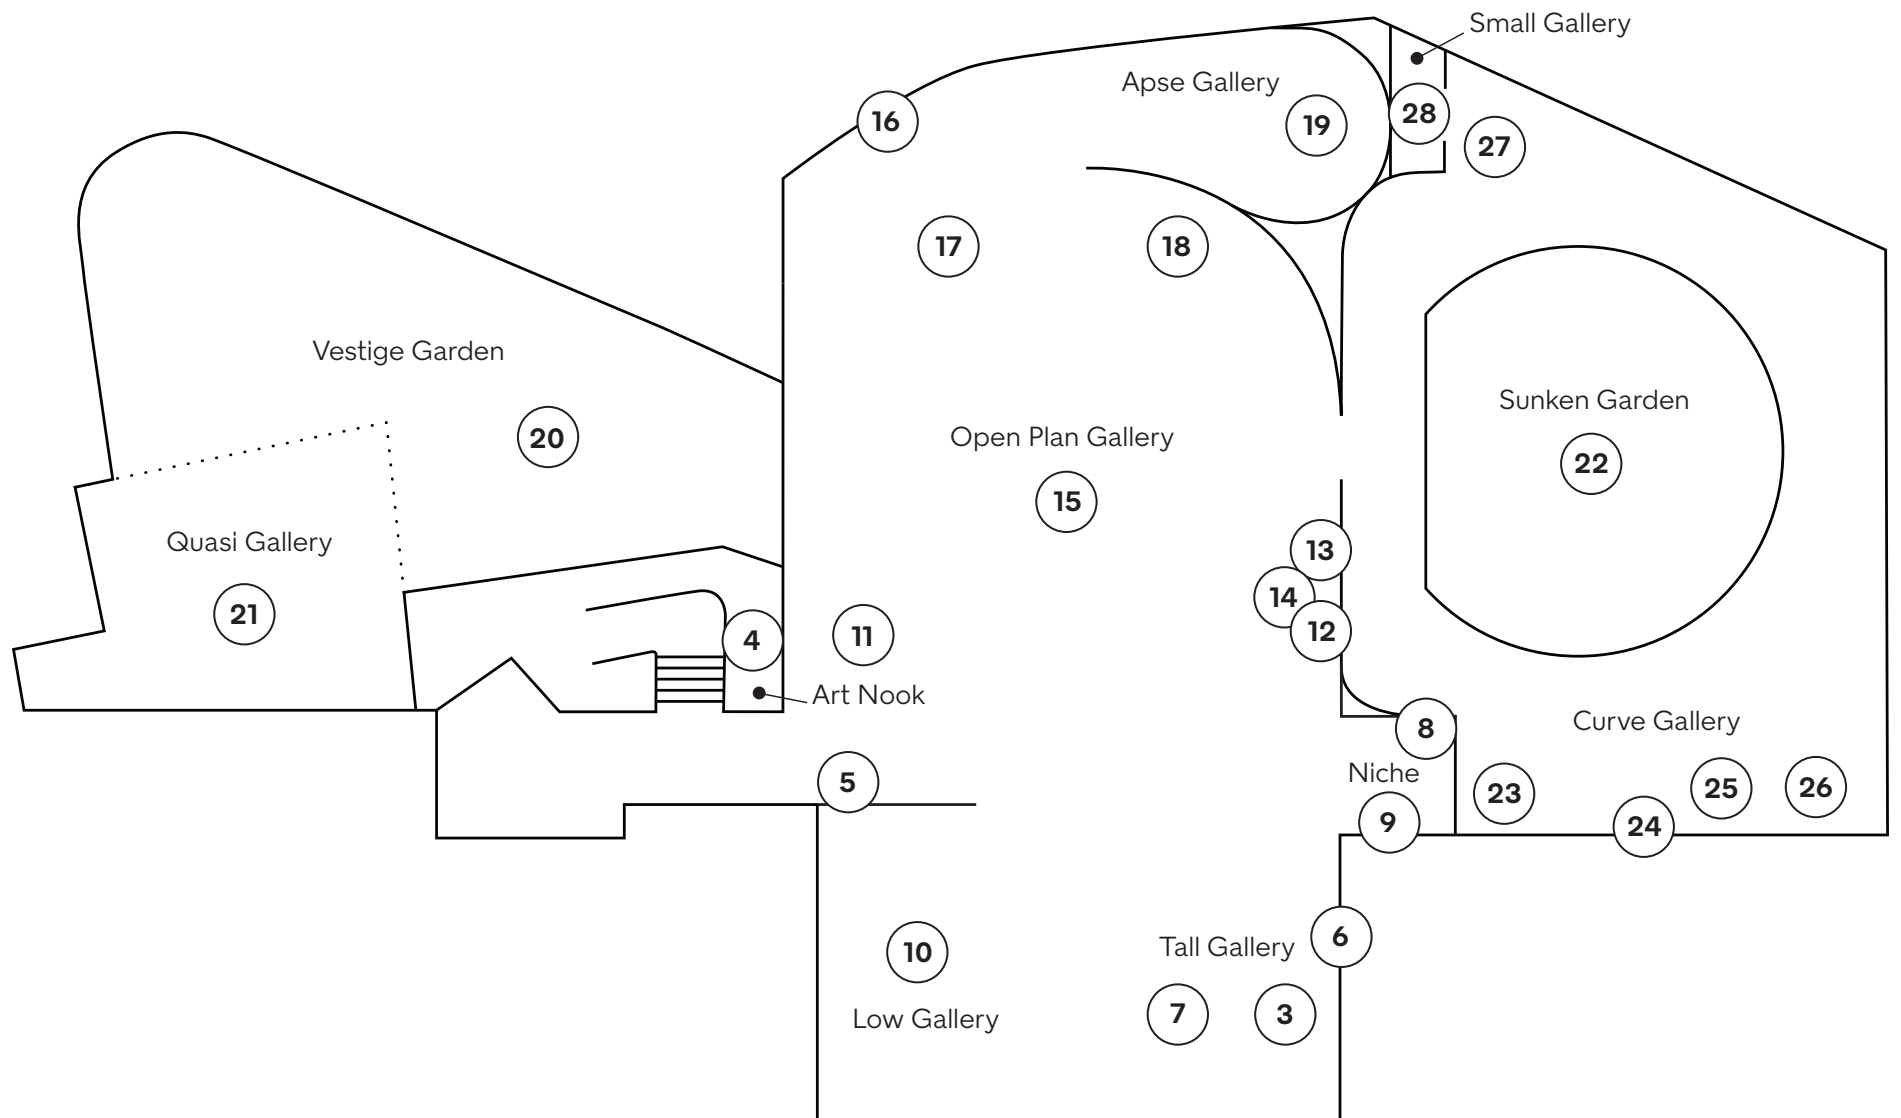 Small Gallery
Apse Gallery
16
19
28
27
17
18
Vestige Garden
20
Open Plan Gallery
15
Sunken Garden
22
Quasi Gallery
21
13
14
12
4
11
Art Nook
8
Curve Gallery
5
Niche
9
23
24
25
26
10
Low Gallery
Tall Gallery
6
7
3